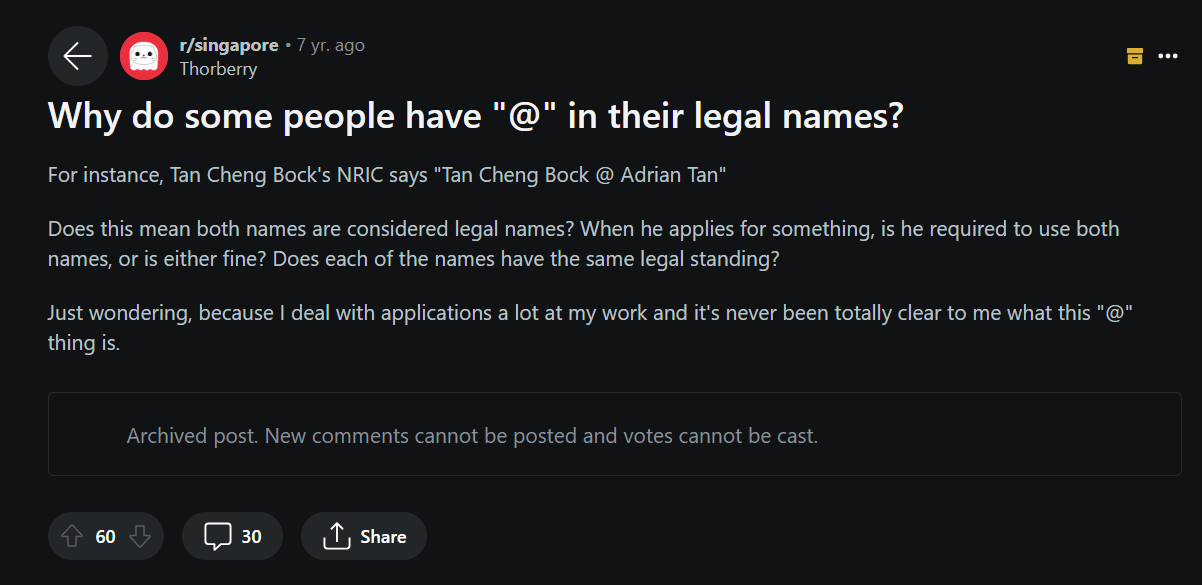 r/singapore • 7 yr. ago
Thorberry
Why do some people have "@" in their legal names?
For instance, Tan Cheng Bock's NRIC says "Tan Cheng Bock @ Adrian Tan"
Does this mean both names are considered legal names? When he applies for something, is he required to use both
names, or is either fine? Does each of the names have the same legal standing?
Just wondering, because I deal with applications a lot at my work and it's never been totally clear to me what this "@"
thing is.
Archived post. New comments cannot be posted and votes cannot be cast.
60 30 Share